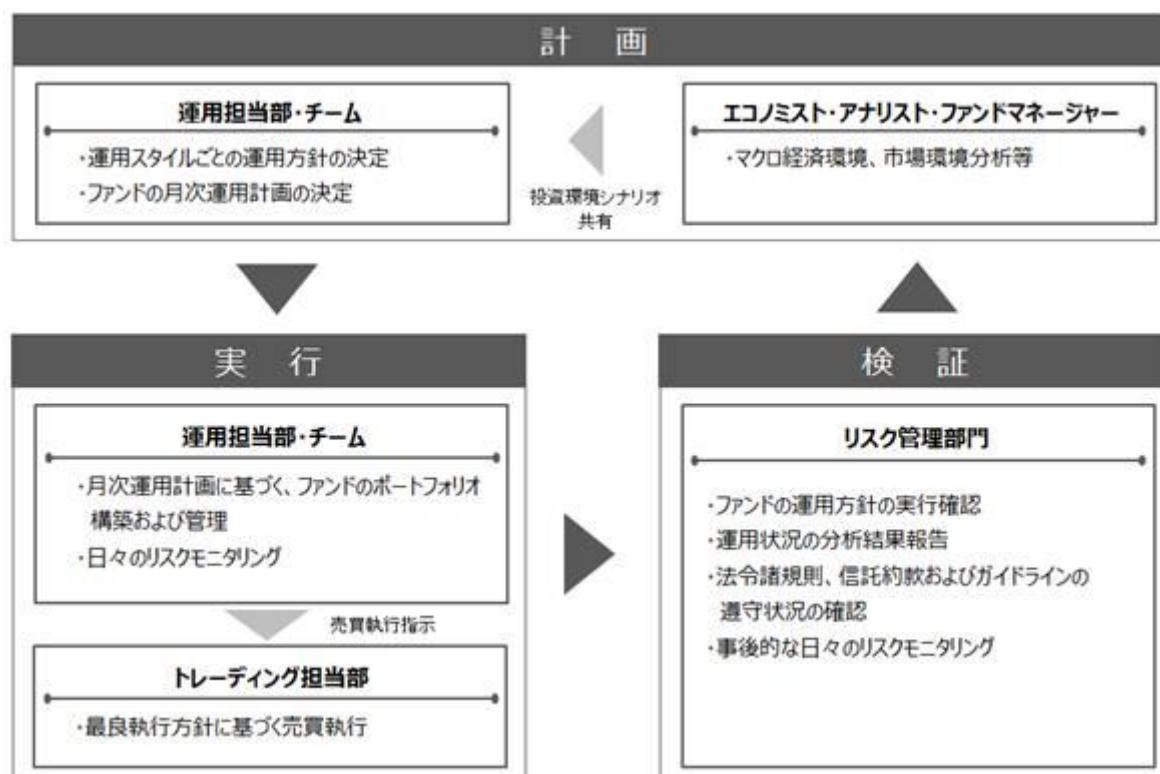 計 画
運用担当部・チーム
・運用スタイルごとの運用方針の決定
・ファンドの月次運用計画の決定
投資環境シナリオ
共有
エコノミスト・アナリスト・ファンドマネージャー
・マクロ経済環境、市場環境分析等
実 行
運用担当部・チーム
・月次運用計画に基づく、ファンドのポートフォリオ
構築および管理
・日々のリスクモニタリング
売買執行指示
トレーディング担当部
・最良執行方針に基づく売買執行
検 証
リスク管理部門
・ファンドの運用方針の実行確認
・運用状況の分析結果報告
・法令諸規則、信託約款およびガイドラインの
遵守状況の確認
・事後的な日々のリスクモニタリング